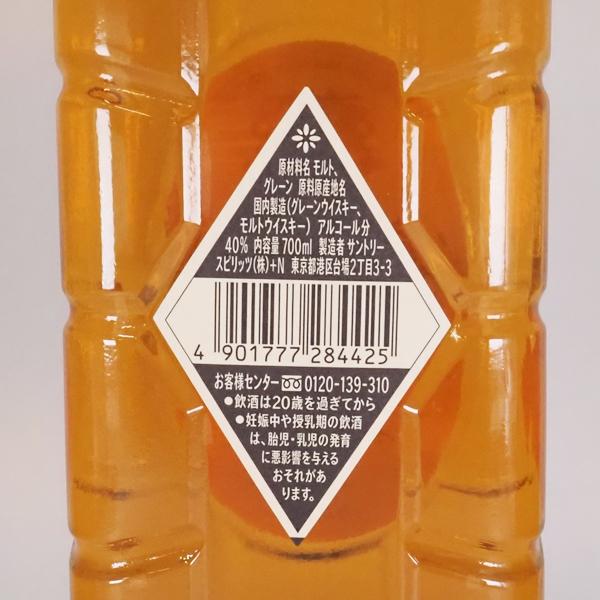 原材料名 モルト、
グレーン 原料原産地名
国内製造(グレーンウイスキー、
モルトウイスキー) アルコール分
40% 内容量700ml 製造者 サントリー
スピリッツ(株)+N 東京都港区台場2丁目3-3
4 901777 284425
お客様センター 0120-139-310
●飲酒は20歳を過ぎてから
●妊娠中や授乳期の飲酒
は、胎児・乳児の発育
に悪影響を与える
おそれがあ
ります。